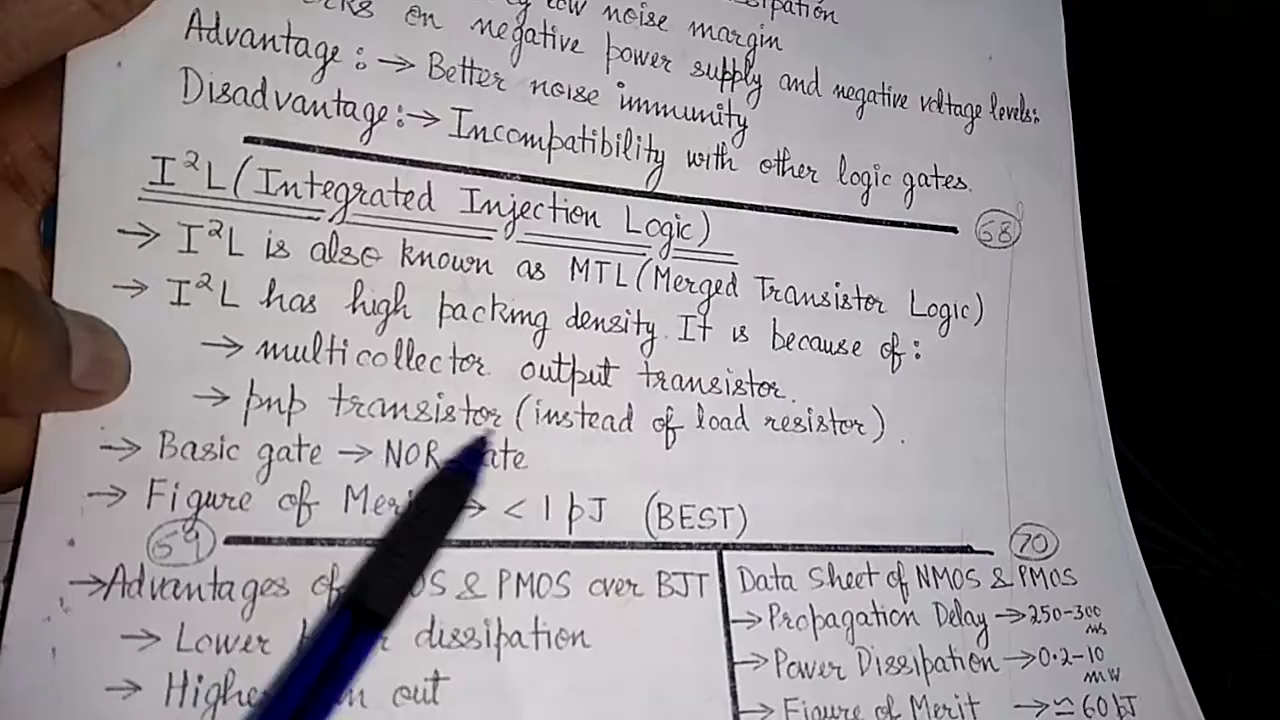 low noise margin
on negative power supply and negative voltage levels.
Advantage :→ Better noise immunity
Disadvantage :→ Incompatibility with other logic gates.
I²L (Integrated Injection Logic)
68
→ I²L is also known as MTL (Merged Transistor Logic)
→ I²L has high packing density. It is because of :
→ multicollector output transistor.
→ pnp transistor (instead of load resistor).
→ Basic gate → NOR
→ Figure of → < 1 pJ (BEST)
69
→ Advantages of & PMOS over BJT
→ Lower dissipation
→ out
70
Data Sheet of NMOS & PMOS
→ Propagation Delay → 250-300 ns
→ Power Dissipation → 0.2-10 mW
→ Figure of Merit → ≃ 60 pJ